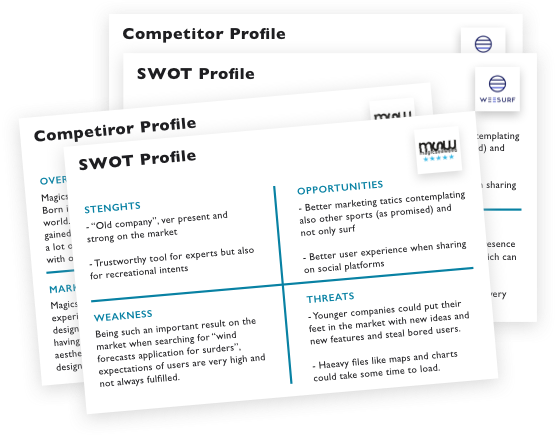 Competitor Profile
SWOT Profile
WEESURF
Competiror Profile
SWOT Profile
STENGHTS
- “Old company”, ver present and
strong on the market
- Trustworthy tool for experts but also
for recreational intents
OPPORTUNITIES
- Better marketing tatics contemplating
also other sports (as promised) and
not only surf
- Better user experience when sharing
on social platforms
WEAKNESS
Being such an important result on the
market when searching for “wind
forecasts application for surders”,
expectations of users are very high and
not always fulfilled.
THREATS
- Younger companies could put their
feet in the market with new ideas and
new features and steal bored users.
- Haeavy files like maps and charts
could take some time to load.
Born i
world.
gained
a lot o
with o
experi
design
having
aesthe
design
d) and
sharing
esence
ich can
very